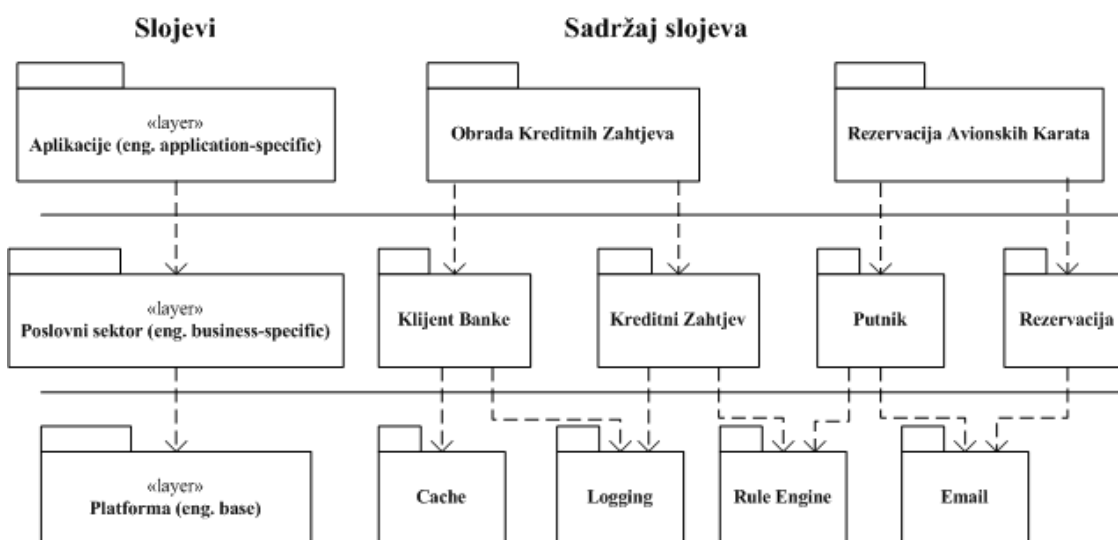 Slojevi
Sadržaj slojeva
«layer»
Aplikacije (eng. application-specific)
Obrada Kreditnih Zahtjeva
Rezervacija Avionskih Karata
«layer»
Poslovni sektor (eng. business-specific)
Klijent Banke
Kreditni Zahtjev
Putnik
Rezervacija
«layer»
Platforma (eng. base)
Cache
Logging
Rule Engine
Email